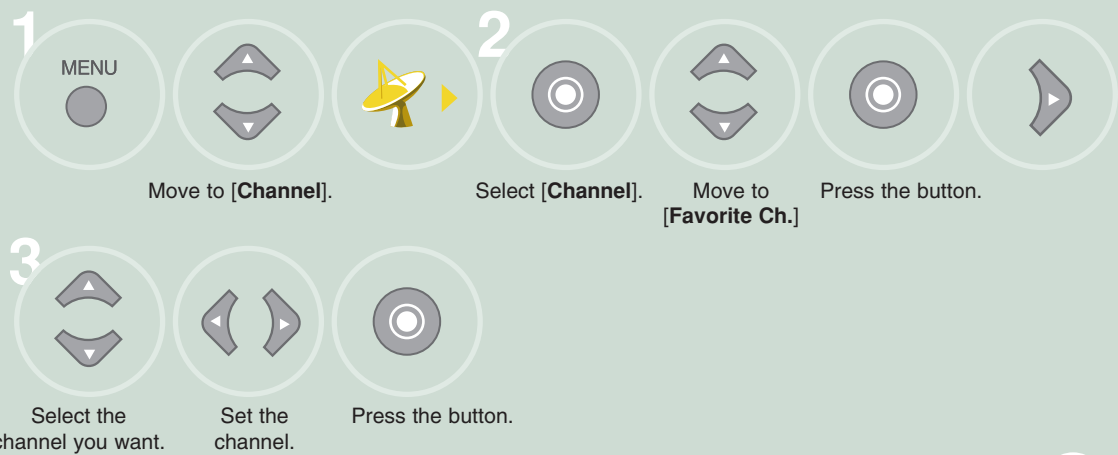 1
MENU
Move to [Channel].
2
Select [Channel].
Move to
[Favorite Ch.]
Press the button.
3
Select the
channel you want.
Set the
channel.
Press the button.